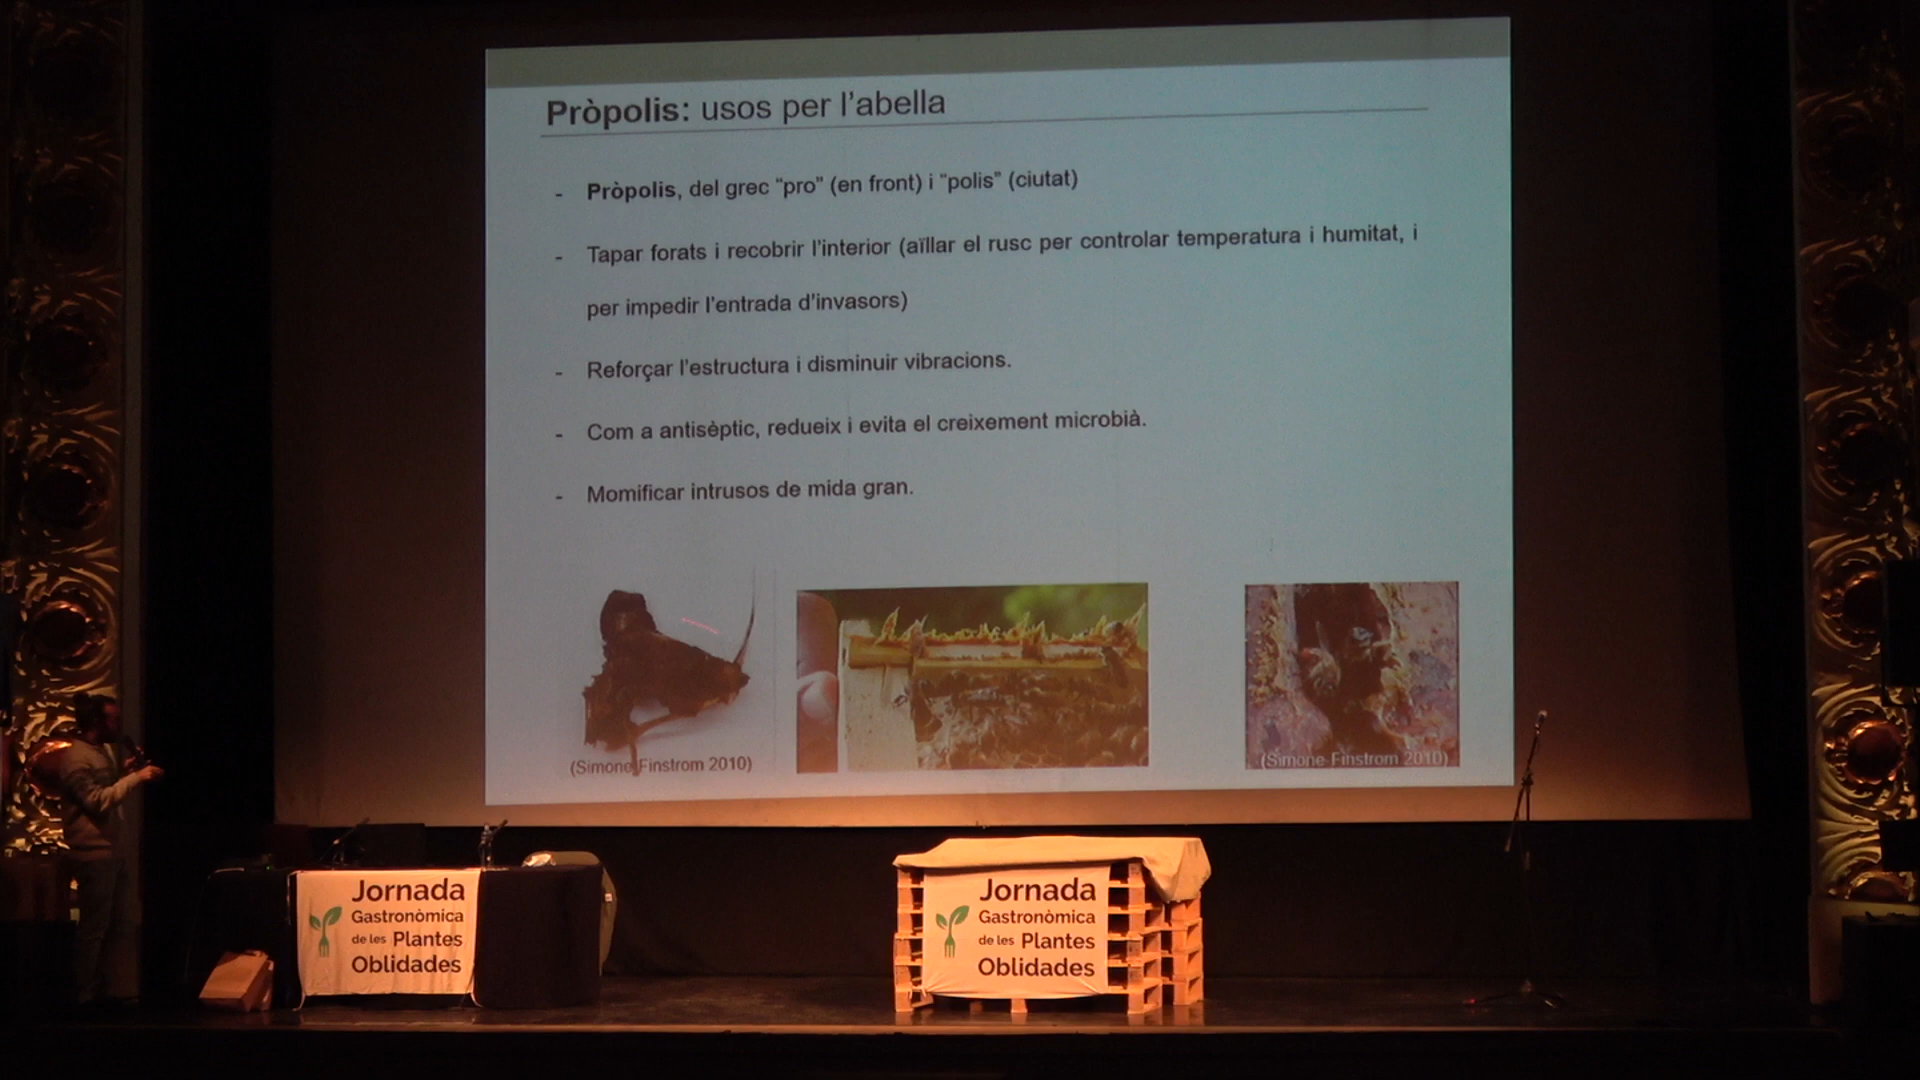 Pròpolis: usos per l'abella
- Pròpolis, del grec “pro” (en front) i “polis” (ciutat)
- Tapar forats i recobrir l'interior (aïllar el rusc per controlar temperatura i humitat, i
per impedir l'entrada d'invasors)
- Reforçar l'estructura i disminuir vibracions.
- Com a antisèptic, redueix i evita el creixement microbià.
- Momificar intrusos de mida gran.
(Simone-Finstrom 2010)
(Simone-Finstrom 2010)
Jornada
Gastronòmica
de les Plantes
Oblidades
Jornada
Gastronòmica
de les Plantes
Oblidades